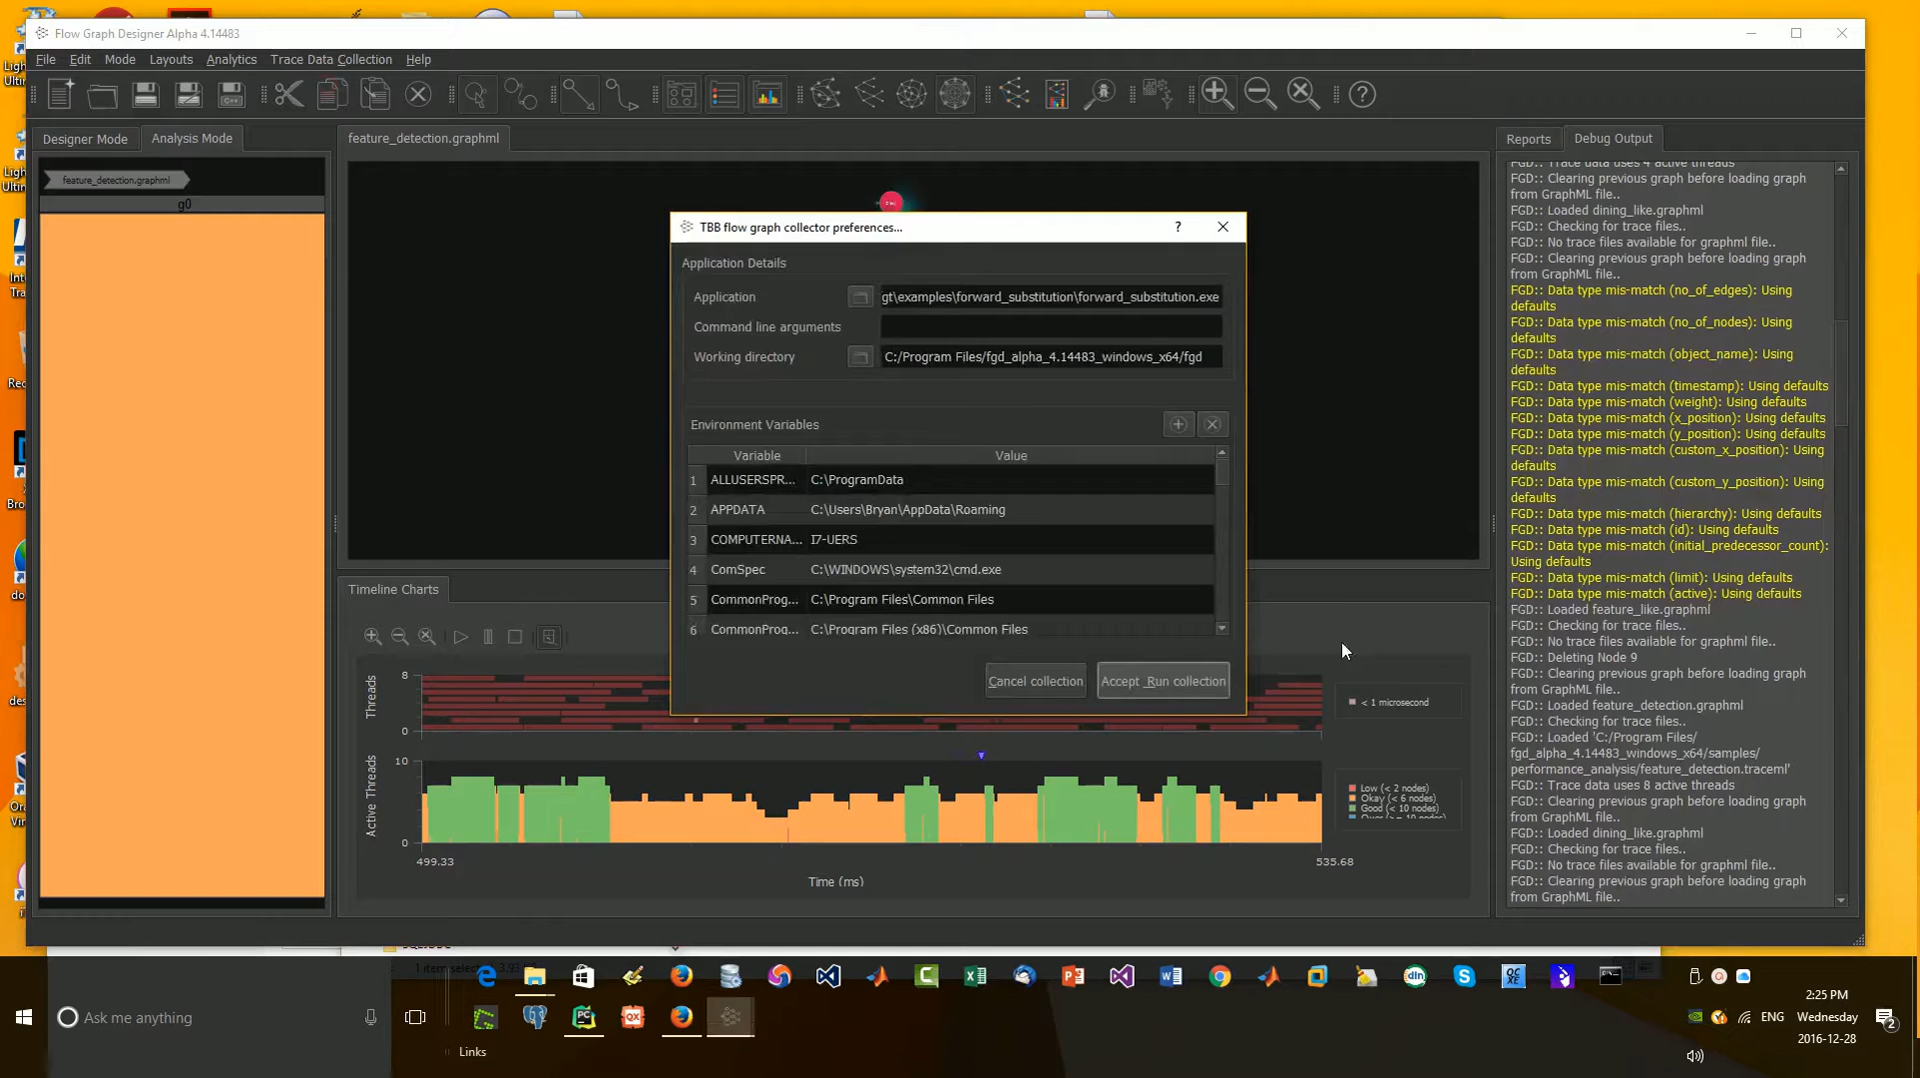 Flow Graph Designer Alpha 4.14483
File Edit Mode Layouts Analytics Trace Data Collection Help
Designer Mode
Analysis Mode
feature_detection.graphml
Reports
Debug Output
feature_detection.graphml
g0
TBB flow graph collector preferences...
?
Application Details
Application
gt\examples\forward_substitution\forward_substitution.exe
Command line arguments
Working directory
C:/Program Files/fgd_alpha_4.14483_windows_x64/fgd
Environment Variables
Variable Value
1 ALLUSERSPR... C:\ProgramData
2 APPDATA C:\Users\Bryan\AppData\Roaming
3 COMPUTERNA... I7-UERS
4 ComSpec C:\WINDOWS\system32\cmd.exe
5 CommonProg... C:\Program Files\Common Files
6 CommonProg... C:\Program Files (x86)\Common Files
Cancel collection
Accept _Run collection
Timeline Charts
Threads
8
0
< 1 microsecond
Active Threads
10
0
499.33
535.68
Time (ms)
Low (< 2 nodes)
Okay (< 6 nodes)
Good (< 10 nodes)
FGD:: Trace data uses 4 active threads
FGD:: Clearing previous graph before loading graph
from GraphML file..
FGD:: Loaded dining_like.graphml
FGD:: Checking for trace files..
FGD:: No trace files available for graphml file..
FGD:: Clearing previous graph before loading graph
from GraphML file..
FGD:: Data type mis-match (no_of_edges): Using
defaults
FGD:: Data type mis-match (no_of_nodes): Using
defaults
FGD:: Data type mis-match (object_name): Using
defaults
FGD:: Data type mis-match (timestamp): Using defaults
FGD:: Data type mis-match (weight): Using defaults
FGD:: Data type mis-match (x_position): Using defaults
FGD:: Data type mis-match (y_position): Using defaults
FGD:: Data type mis-match (custom_x_position): Using
defaults
FGD:: Data type mis-match (custom_y_position): Using
defaults
FGD:: Data type mis-match (hierarchy): Using defaults
FGD:: Data type mis-match (id): Using defaults
FGD:: Data type mis-match (initial_predecessor_count):
Using defaults
FGD:: Data type mis-match (limit): Using defaults
FGD:: Data type mis-match (active): Using defaults
FGD:: Loaded feature_like.graphml
FGD:: Checking for trace files..
FGD:: No trace files available for graphml file..
FGD:: Deleting Node 9
FGD:: Clearing previous graph before loading graph
from GraphML file..
FGD:: Loaded feature_detection.graphml
FGD:: Checking for trace files..
FGD:: Loaded 'C:/Program Files/
fgd_alpha_4.14483_windows_x64/samples/
performance_analysis/feature_detection.traceml'
FGD:: Trace data uses 8 active threads
FGD:: Clearing previous graph before loading graph
from GraphML file..
FGD:: Loaded dining_like.graphml
FGD:: Checking for trace files..
FGD:: No trace files available for graphml file..
FGD:: Clearing previous graph before loading graph
from GraphML file..
Ask me anything
Links
ENG
2:25 PM
Wednesday
2016-12-28
2